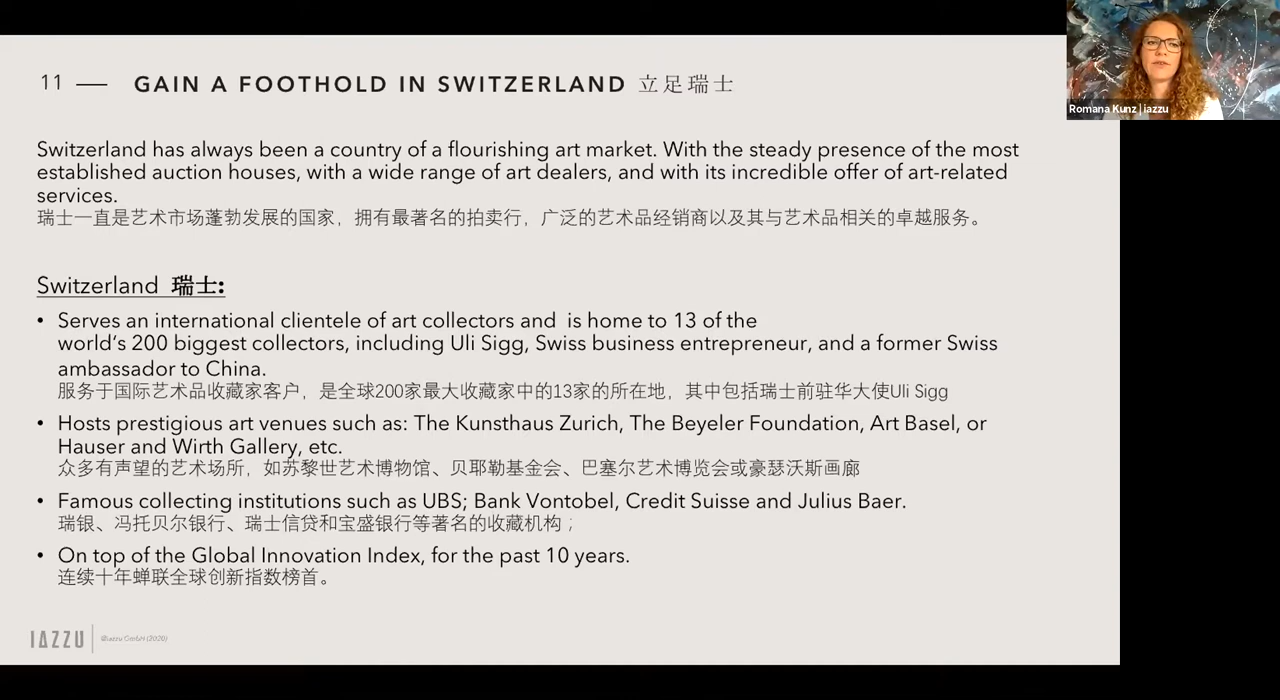 11 — GAIN A FOOTHOLD IN SWITZERLAND 立足瑞士
Romana Kunz | iazzu
Switzerland has always been a country of a flourishing art market. With the steady presence of the most
established auction houses, with a wide range of art dealers, and with its incredible offer of art-related
services.
瑞士一直是艺术市场蓬勃发展的国家，拥有最著名的拍卖行，广泛的艺术品经销商以及其与艺术品相关的卓越服务。
Switzerland 瑞士:
• Serves an international clientele of art collectors and is home to 13 of the
world's 200 biggest collectors, including Uli Sigg, Swiss business entrepreneur, and a former Swiss
ambassador to China.
服务于国际艺术品收藏家客户，是全球200家最大收藏家中的13家的所在地，其中包括瑞士前驻华大使Uli Sigg
• Hosts prestigious art venues such as: The Kunsthaus Zurich, The Beyeler Foundation, Art Basel, or
Hauser and Wirth Gallery, etc.
众多有声望的艺术场所，如苏黎世艺术博物馆、贝耶勒基金会、巴塞尔艺术博览会或豪瑟沃斯画廊
• Famous collecting institutions such as UBS; Bank Vontobel, Credit Suisse and Julius Baer.
瑞银、冯托贝尔银行、瑞士信贷和宝盛银行等著名的收藏机构；
• On top of the Global Innovation Index, for the past 10 years.
连续十年蝉联全球创新指数榜首。
IAZZU
@iazzu GmbH (2020)